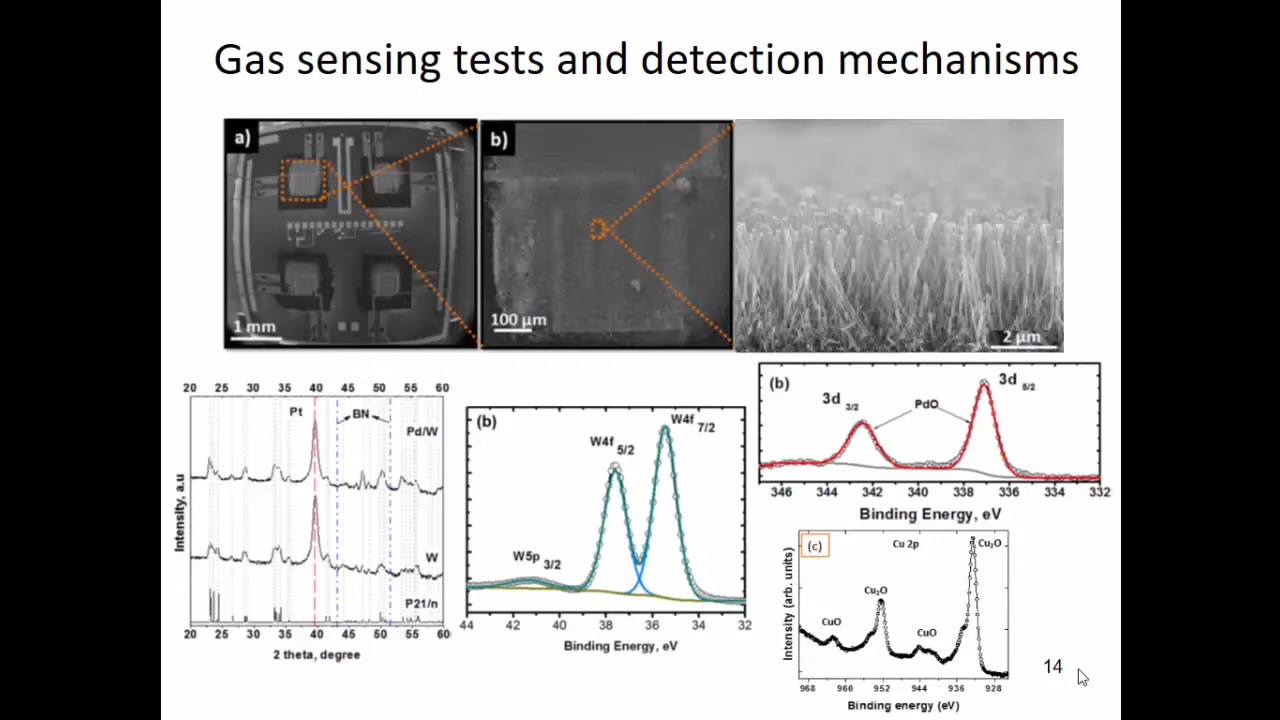 Gas sensing tests and detection mechanisms
a)
1 mm
b)
100 µm
2 µm
20 25 30 35 40 45 50 55 60
Pt
BN
Pd/W
W
P21/n
Intensity, a.u
20 25 30 35 40 45 50 55 60
2 theta, degree
(b)
W4f 7/2
W4f 5/2
W5p 3/2
44 42 40 38 36 34 32
Binding Energy, eV
(b)
3d 5/2
3d 3/2
PdO
346 344 342 340 338 336 334 332
Binding Energy, eV
(c)
Cu 2p
Cu₂O
Cu₂O
CuO
CuO
Intensity (arb. units)
968 960 952 944 936 928
Binding energy (eV)
14